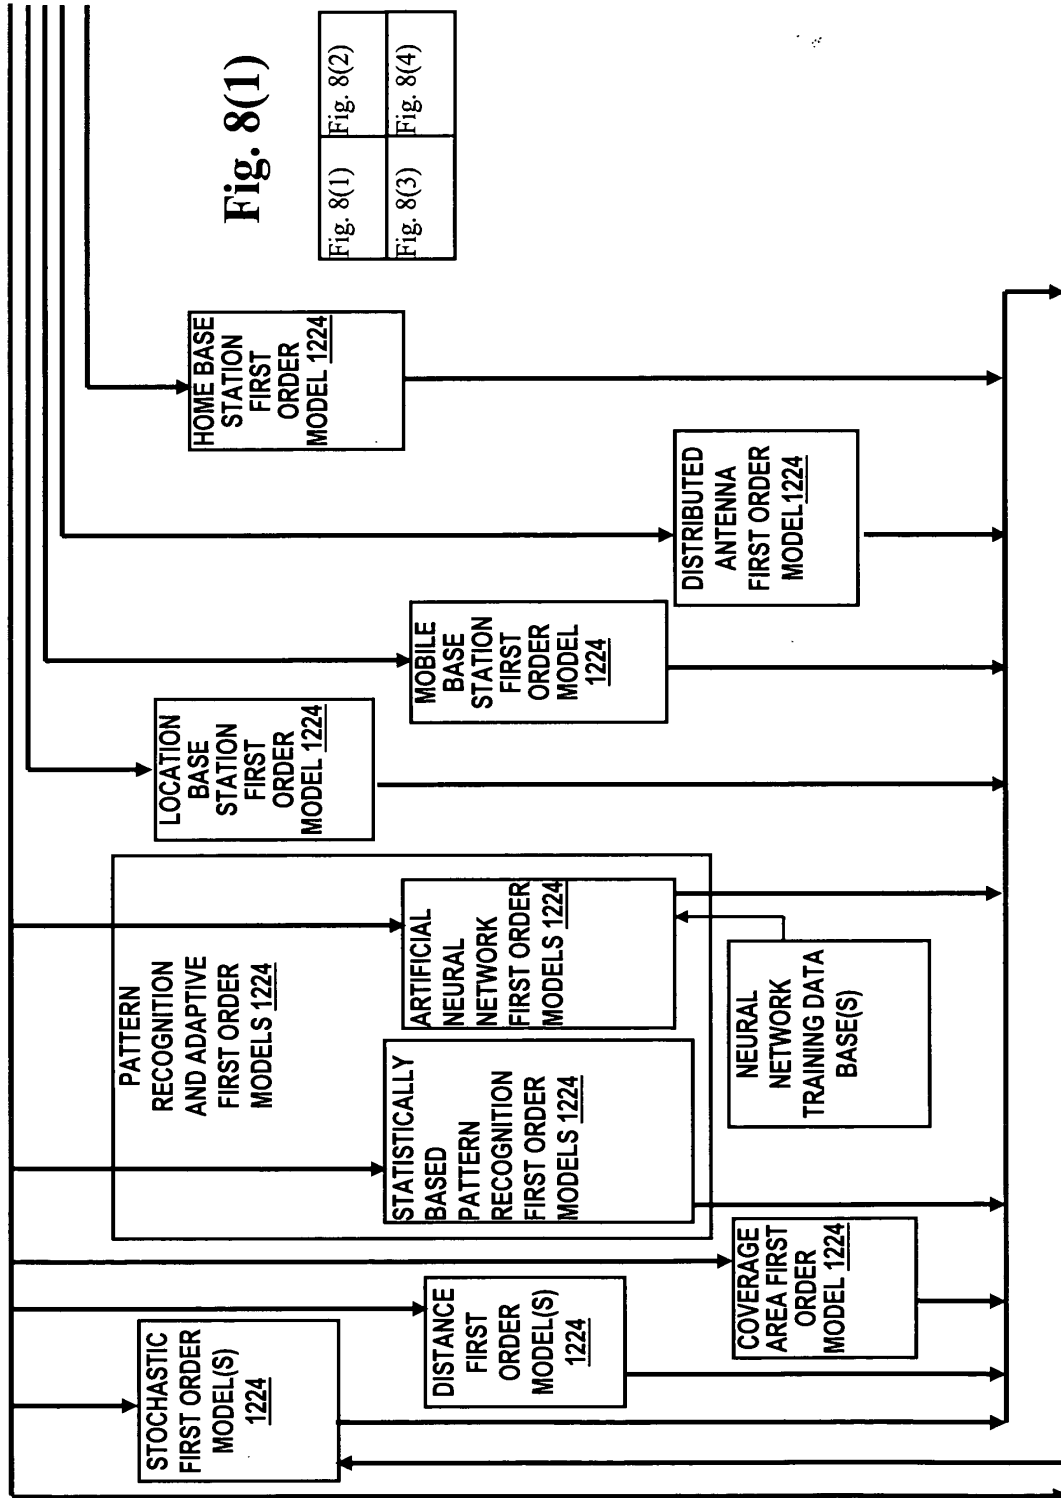 Fig. 8(1)
Fig. 8(1)
Fig. 8(2)
Fig. 8(3)
Fig. 8(4)
STOCHASTIC
FIRST ORDER
MODEL(S)
1224
DISTANCE
FIRST
ORDER
MODEL(S)
1224
COVERAGE
AREA FIRST
ORDER
MODEL 1224
PATTERN
RECOGNITION
AND ADAPTIVE
FIRST ORDER
MODELS 1224
STATISTICALLY
BASED
PATTERN
RECOGNITION
FIRST ORDER
MODELS 1224
ARTIFICIAL
NEURAL
NETWORK
FIRST ORDER
MODELS 1224
NEURAL
NETWORK
TRAINING DATA
BASE(S)
LOCATION
BASE
STATION
FIRST
ORDER
MODEL 1224
MOBILE
BASE
STATION
FIRST
ORDER
MODEL
1224
DISTRIBUTED
ANTENNA
FIRST ORDER
MODEL1224
HOME BASE
STATION
FIRST
ORDER
MODEL 1224